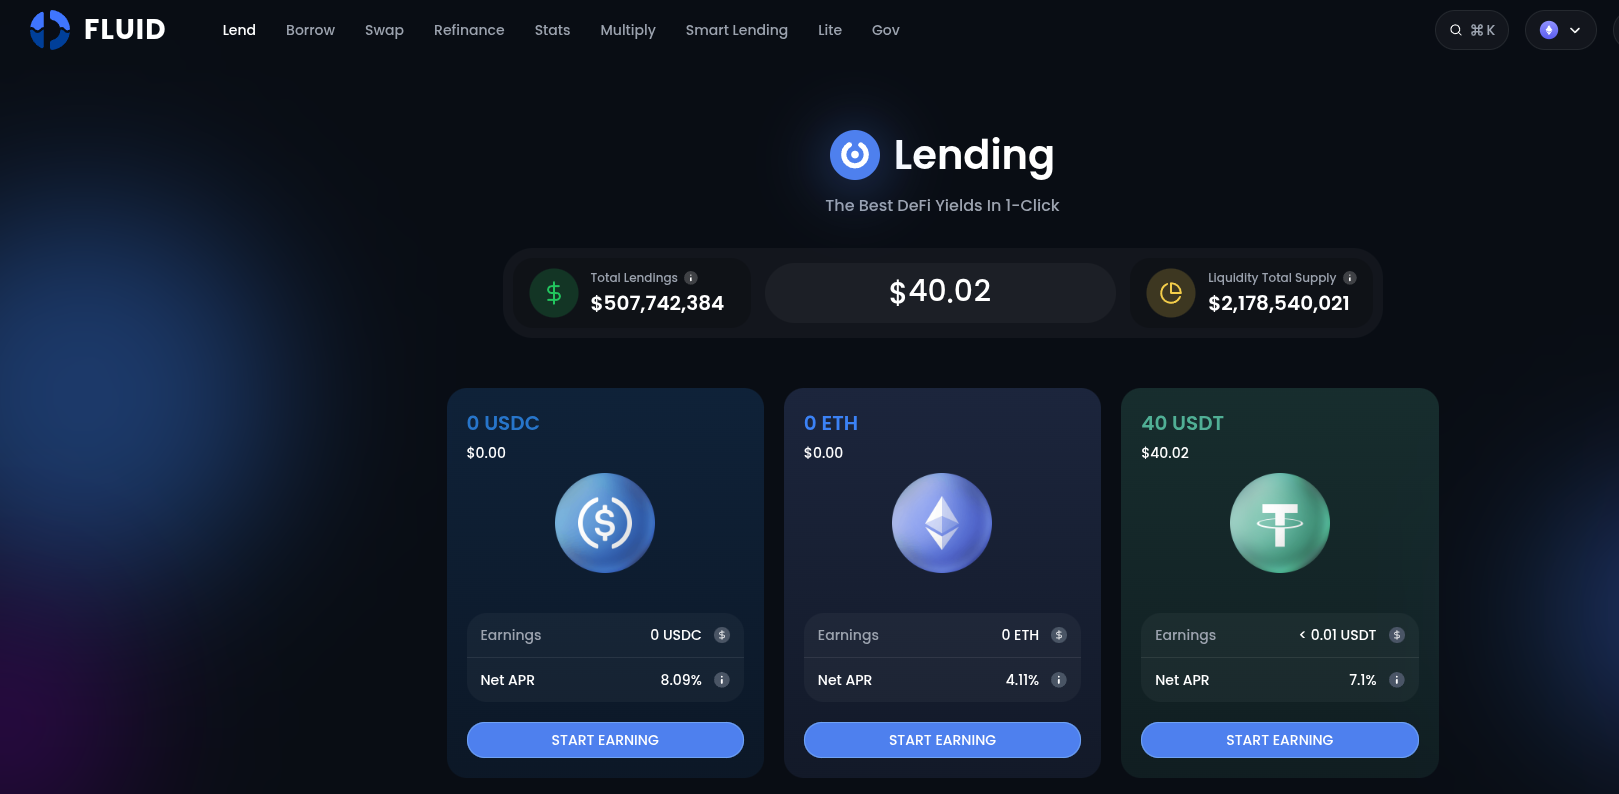 FLUID
Lend Borrow Swap Refinance Stats Multiply Smart Lending Lite Gov
⌘ K
Lending
The Best DeFi Yields In 1-Click
Total Lendings
$507,742,384
$40.02
Liquidity Total Supply
$2,178,540,021
0 USDC
$0.00
Earnings 0 USDC
Net APR 8.09%
START EARNING
0 ETH
$0.00
Earnings 0 ETH
Net APR 4.11%
START EARNING
40 USDT
$40.02
Earnings < 0.01 USDT
Net APR 7.1%
START EARNING